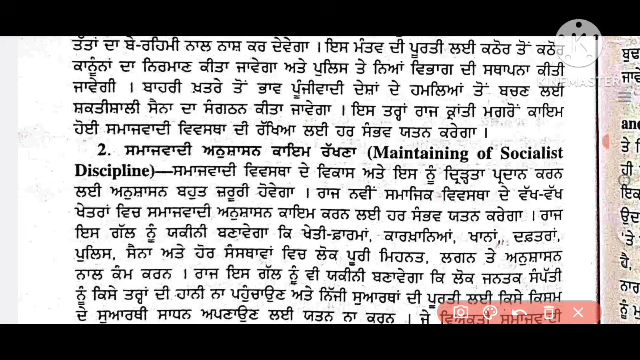 ਤੱਤਾਂ ਦਾ ਬੇ-ਰਹਿਮੀ ਨਾਲ ਨਾਸ਼ ਕਰ ਦੇਵੇਗਾ । ਇਸ ਮੰਤਵ ਦੀ ਪੂਰਤੀ ਲਈ ਕਠੋਰ ਤੋਂ ਕਠੋਰ
ਕਾਨੂੰਨਾਂ ਦਾ ਨਿਰਮਾਣ ਕੀਤਾ ਜਾਵੇਗਾ ਅਤੇ ਪੁਲਿਸ ਤੇ ਨਿਆਂ ਵਿਭਾਗ ਦੀ ਸਥਾਪਨਾ ਕੀਤੀ
ਜਾਵੇਗੀ । ਬਾਹਰੀ ਖ਼ਤਰੇ ਤੋਂ ਭਾਵ ਪੂੰਜੀਵਾਦੀ ਦੇਸ਼ਾਂ ਦੇ ਹਮਲਿਆਂ ਤੋਂ ਬਚਣ ਲਈ
ਸ਼ਕਤੀਸ਼ਾਲੀ ਸੈਨਾ ਦਾ ਸੰਗਠਨ ਕੀਤਾ ਜਾਵੇਗਾ । ਇਸ ਤਰ੍ਹਾਂ ਰਾਜ ਕ੍ਰਾਂਤੀ ਮਗਰੋਂ ਕਾਇਮ
ਹੋਈ ਸਮਾਜਵਾਦੀ ਵਿਵਸਥਾ ਦੀ ਰੱਖਿਆ ਲਈ ਹਰ ਸੰਭਵ ਯਤਨ ਕਰੇਗਾ ।
2. ਸਮਾਜਵਾਦੀ ਅਨੁਸ਼ਾਸਨ ਕਾਇਮ ਰੱਖਣਾ (Maintaining of Socialist
Discipline)—ਸਮਾਜਵਾਦੀ ਵਿਵਸਥਾ ਦੇ ਵਿਕਾਸ ਅਤੇ ਇਸ ਨੂੰ ਦ੍ਰਿੜ੍ਹਤਾ ਪ੍ਰਦਾਨ ਕਰਨ
ਲਈ ਅਨੁਸ਼ਾਸਨ ਬਹੁਤ ਜ਼ਰੂਰੀ ਹੋਵੇਗਾ । ਰਾਜ ਨਵੀਂ ਸਮਾਜਿਕ ਵਿਵਸਥਾ ਦੇ ਵੱਖ-ਵੱਖ
ਖੇਤਰਾਂ ਵਿਚ ਸਮਾਜਵਾਦੀ ਅਨੁਸ਼ਾਸਨ ਕਾਇਮ ਕਰਨ ਲਈ ਹਰ ਸੰਭਵ ਯਤਨ ਕਰੇਗਾ । ਰਾਜ
ਇਸ ਗੱਲ ਨੂੰ ਯਕੀਨੀ ਬਣਾਵੇਗਾ ਕਿ ਖੇਤੀ-ਫ਼ਾਰਮਾਂ, ਕਾਰਖ਼ਾਨਿਆਂ, ਖਾਨਾਂ, ਦਫ਼ਤਰਾਂ,
ਪੁਲਿਸ, ਸੈਨਾ ਅਤੇ ਹੋਰ ਸੰਸਥਾਵਾਂ ਵਿਚ ਲੋਕ ਪੂਰੀ ਮਿਹਨਤ, ਲਗਨ ਤੇ ਅਨੁਸ਼ਾਸਨ
ਨਾਲ ਕੰਮ ਕਰਨ । ਰਾਜ ਇਸ ਗੱਲ ਨੂੰ ਵੀ ਯਕੀਨੀ ਬਣਾਵੇਗਾ ਕਿ ਲੋਕ ਜਨਤਕ ਸੰਪੱਤੀ
ਨੂੰ ਕਿਸੇ ਤਰ੍ਹਾਂ ਦੀ ਹਾਨੀ ਨਾ ਪਹੁੰਚਾਉਣ ਅਤੇ ਨਿੱਜੀ ਸੁਆਰਥਾਂ ਦੀ ਪੂਰਤੀ ਲਈ ਕਿਸੇ ਕਿਸਮ
ਦੇ ਸੁਆਰਥੀ ਸਾਧਨ ਅਪਣਾਉਣ ਲਈ ਯਤਨ ਨਾ ਕਰਨ । ਜੇ ਵਿਅਕਤੀ ਸਮਾਜਵਾਦੀ
KINEMASTER
and